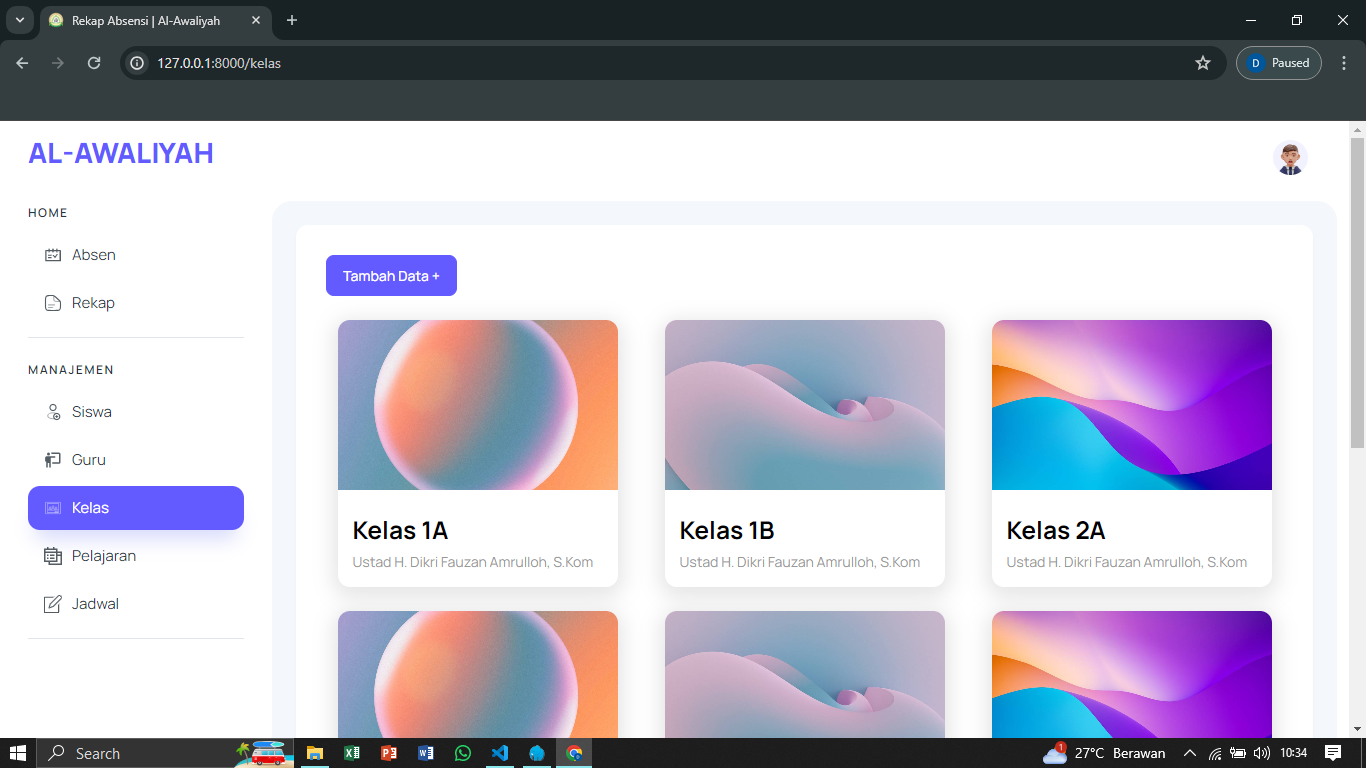 Rekap Absensi | Al-Awaliyah
127.0.0.1:8000/kelas
D Paused
AL-AWALIYAH
HOME
Absen
Rekap
MANAJEMEN
Siswa
Guru
Kelas
Pelajaran
Jadwal
Tambah Data +
Kelas 1A
Ustad H. Dikri Fauzan Amrulloh, S.Kom
Kelas 1B
Ustad H. Dikri Fauzan Amrulloh, S.Kom
Kelas 2A
Ustad H. Dikri Fauzan Amrulloh, S.Kom
Search
1
27°C Berawan
10:34